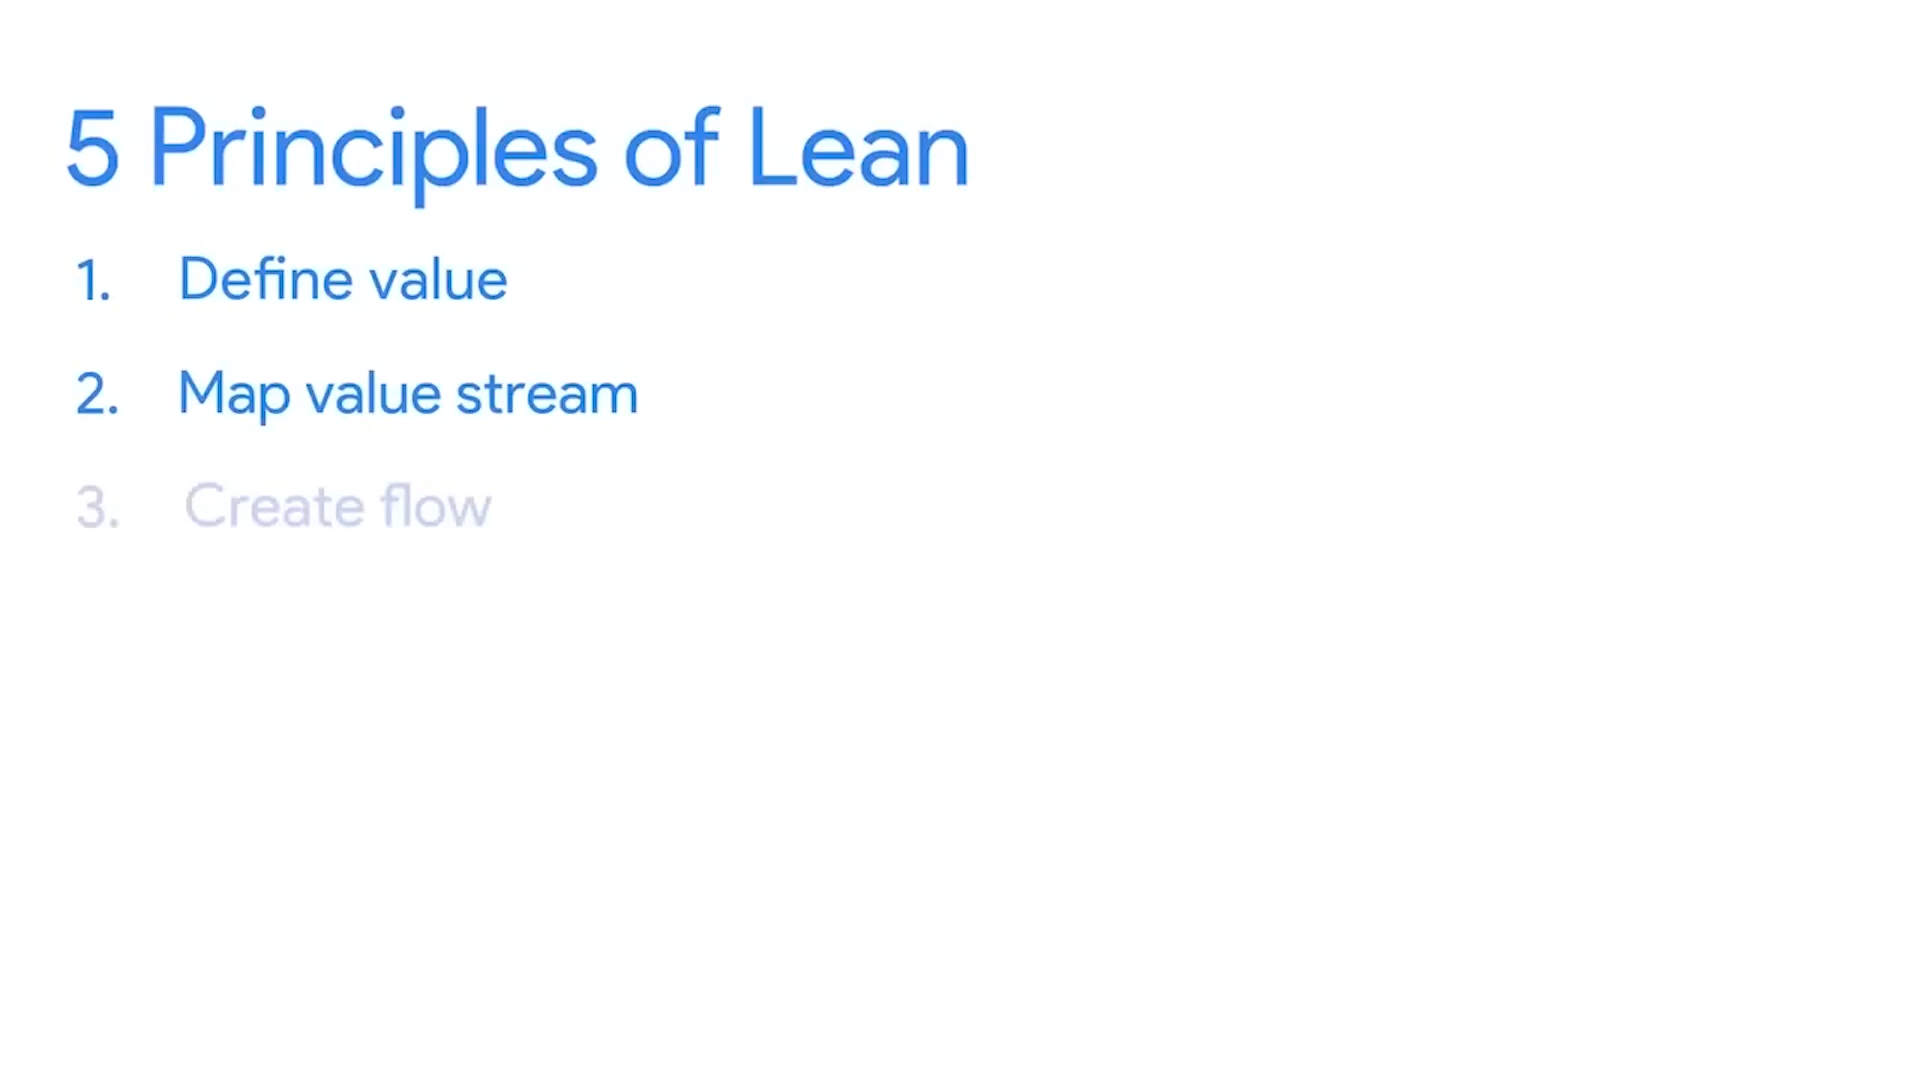 5 Principles of Lean
1. Define value
2. Map value stream
3. Create flow